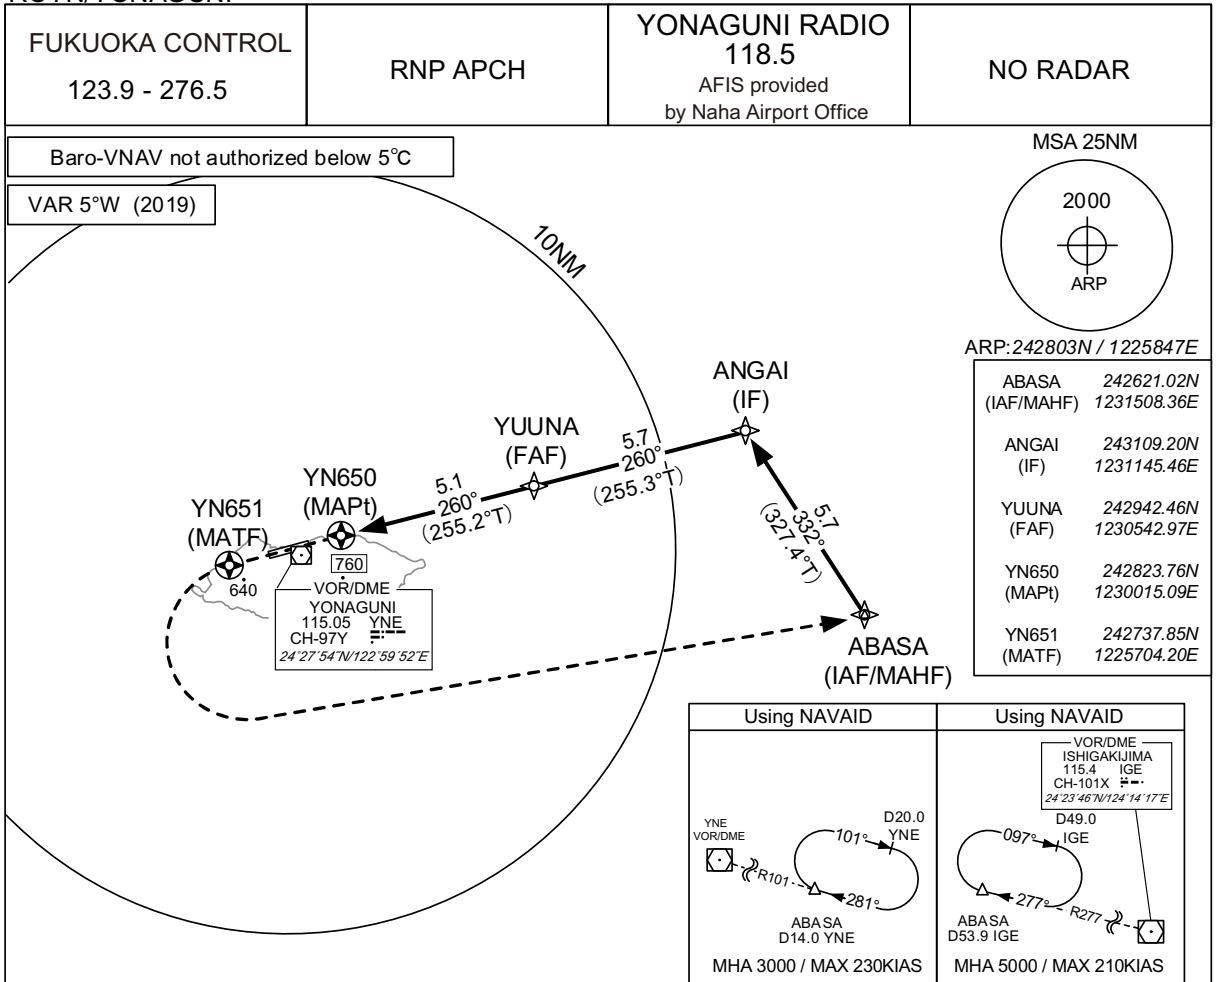 FUKUOKA CONTROL
123.9 - 276.5
RNP APCH
YONAGUNI RADIO
118.5
AFIS provided
by Naha Airport Office
NO RADAR
Baro-VNAV not authorized below 5℃
VAR 5°W (2019)
10NM
MSA 25NM
2000
ARP
ARP:242803N / 1225847E
ABASA 242621.02N
(IAF/MAHF) 1231508.36E
ANGAI 243109.20N
(IF) 1231145.46E
YUUNA 242942.46N
(FAF) 1230542.97E
YN650 242823.76N
(MAPt) 1230015.09E
YN651 242737.85N
(MATF) 1225704.20E
ANGAI
(IF)
5.7
260°
(255.3°T)
YUUNA
(FAF)
5.1
260°
(255.2°T)
YN650
(MAPt)
YN651
(MATF)
760
640
VOR/DME
YONAGUNI
115.05 YNE
CH-97Y
24°27′54″N/122°59′52″E
5.7
332°
(327.4°T)
ABASA
(IAF/MAHF)
Using NAVAID
YNE
VOR/DME
D20.0
YNE
101°
R101
281°
ABASA
D14.0 YNE
MHA 3000 / MAX 230KIAS
Using NAVAID
VOR/DME
ISHIGAKIJIMA
115.4 IGE
CH-101X
24°23′46″N/124°14′17″E
D49.0
IGE
097°
277°
R277
ABASA
D53.9 IGE
MHA 5000 / MAX 210KIAS